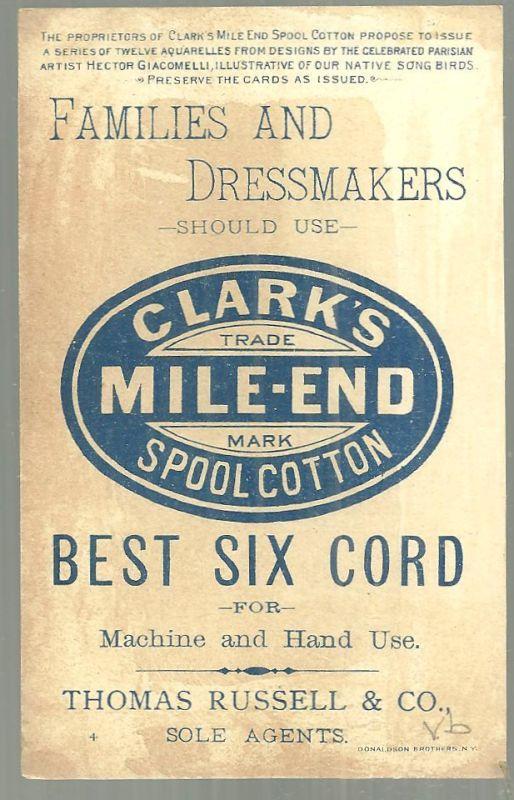 THE PROPRIETORS OF CLARK'S MILE END SPOOL COTTON PROPOSE TO ISSUE
A SERIES OF TWELVE AQUARELLES FROM DESIGNS BY THE CELEBRATED PARISIAN
ARTIST HECTOR GIACOMELLI, ILLUSTRATIVE OF OUR NATIVE SONG BIRDS.
PRESERVE THE CARDS AS ISSUED.
FAMILIES AND
DRESSMAKERS
—SHOULD USE—
CLARK'S
TRADE
MILE-END
MARK
SPOOL COTTON
BEST SIX CORD
—FOR—
Machine and Hand Use.
THOMAS RUSSELL & CO.,
4 SOLE AGENTS.
vb
DONALDSON BROTHERS, N.Y.